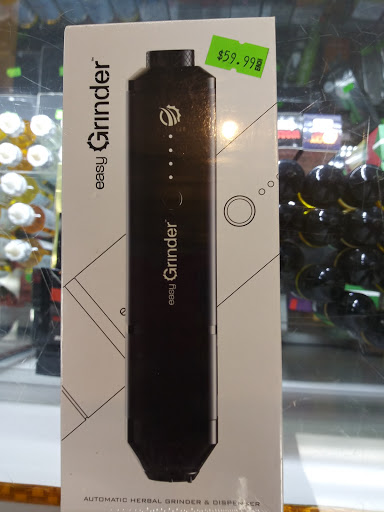 $59.99
easy Grinder
easy Grinder
AUTOMATIC HERBAL GRINDER & DISPENSER